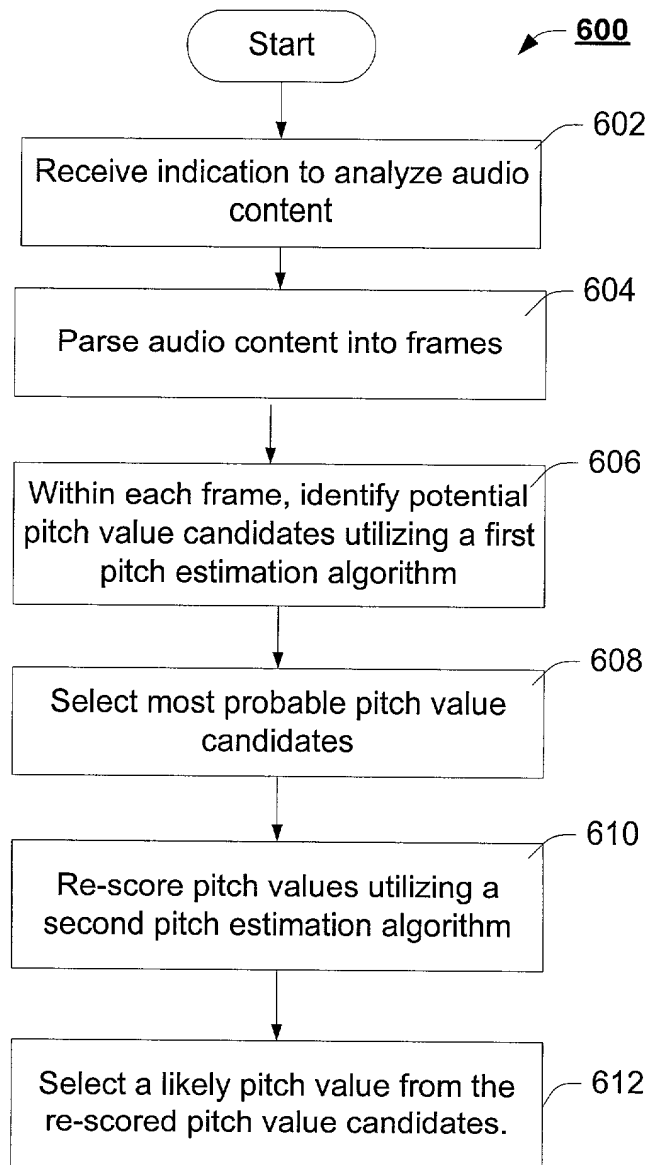 Start
600
602
Receive indication to analyze audio
content
604
Parse audio content into frames
606
Within each frame, identify potential
pitch value candidates utilizing a first
pitch estimation algorithm
608
Select most probable pitch value
candidates
610
Re-score pitch values utilizing a
second pitch estimation algorithm
Select a likely pitch value from the
re-scored pitch value candidates.
612